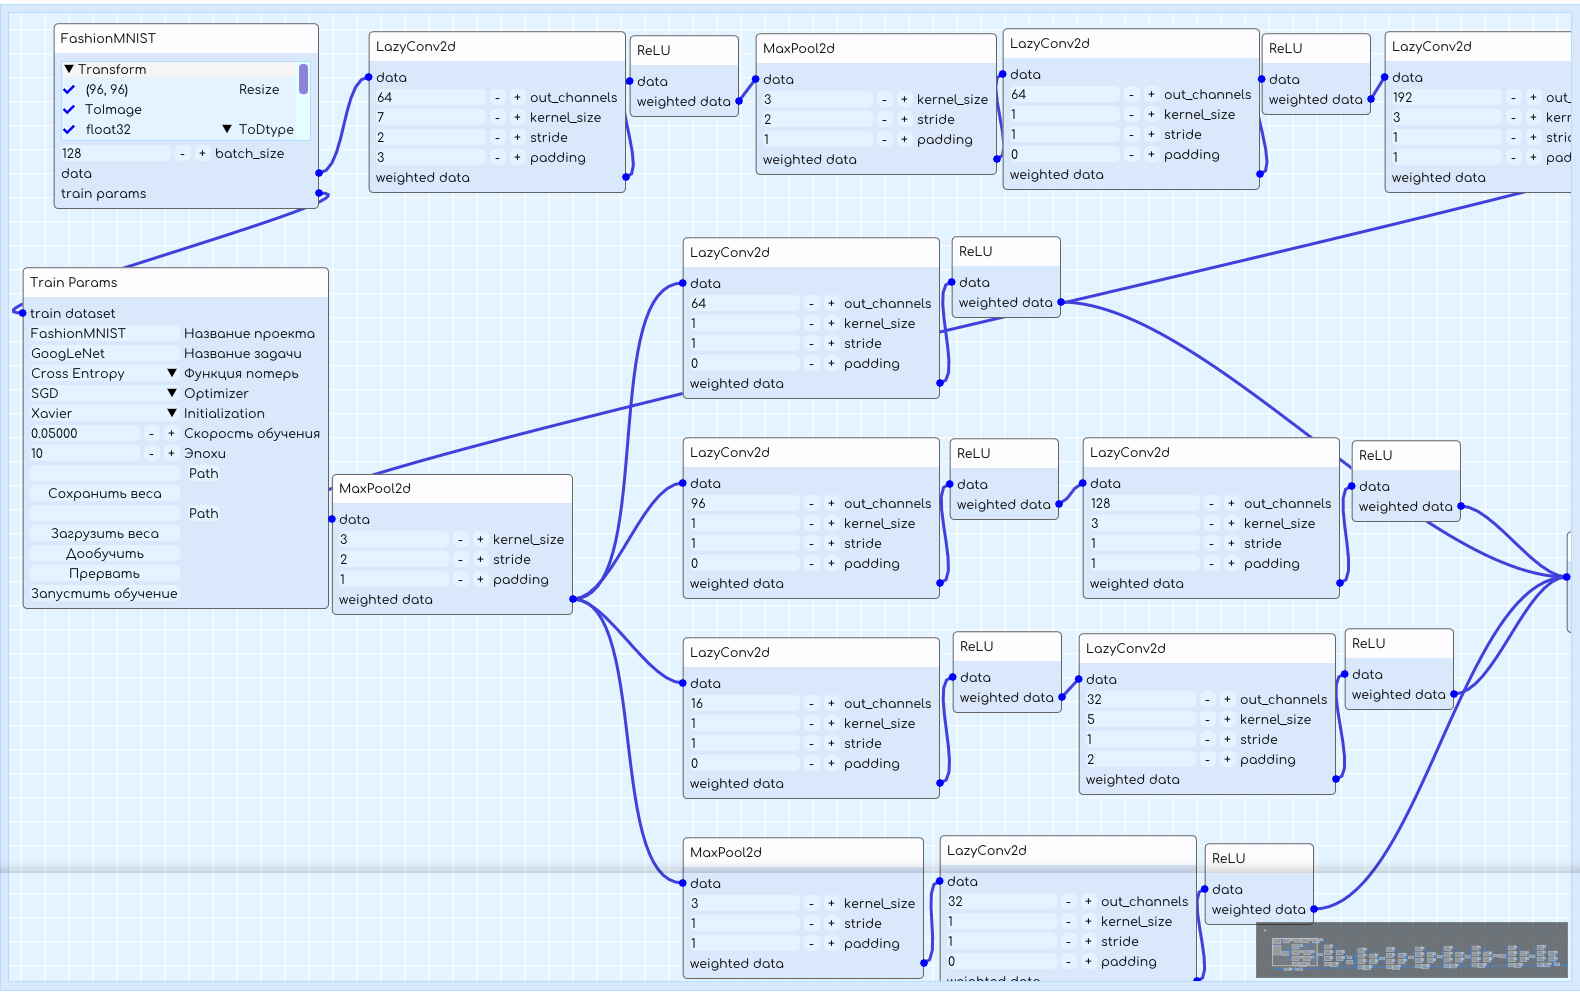 FashionMNIST
▼ Transform
(96, 96) Resize
ToImage
float32 ▼ ToDtype
128 - + batch_size
data
train params
LazyConv2d
data
64 - + out_channels
7 - + kernel_size
2 - + stride
3 - + padding
weighted data
ReLU
data
weighted data
MaxPool2d
data
3 - + kernel_size
2 - + stride
1 - + padding
weighted data
LazyConv2d
data
64 - + out_channels
1 - + kernel_size
1 - + stride
0 - + padding
weighted data
ReLU
data
weighted data
LazyConv2d
data
192 - + out_
3 - + kern
1 - + stride
1 - + pad
weighted data
Train Params
train dataset
FashionMNIST Название проекта
GoogLeNet Название задачи
Cross Entropy ▼ Функция потерь
SGD ▼ Optimizer
Xavier ▼ Initialization
0.05000 - + Скорость обучения
10 - + Эпохи
Path
Сохранить веса
Path
Загрузить веса
Дообучить
Прервать
Запустить обучение
MaxPool2d
data
3 - + kernel_size
2 - + stride
1 - + padding
weighted data
LazyConv2d
data
64 - + out_channels
1 - + kernel_size
1 - + stride
0 - + padding
weighted data
ReLU
data
weighted data
LazyConv2d
data
96 - + out_channels
1 - + kernel_size
1 - + stride
0 - + padding
weighted data
ReLU
data
weighted data
LazyConv2d
data
128 - + out_channels
3 - + kernel_size
1 - + stride
1 - + padding
weighted data
ReLU
data
weighted data
LazyConv2d
data
16 - + out_channels
1 - + kernel_size
1 - + stride
0 - + padding
weighted data
ReLU
data
weighted data
LazyConv2d
data
32 - + out_channels
5 - + kernel_size
1 - + stride
2 - + padding
weighted data
ReLU
data
weighted data
MaxPool2d
data
3 - + kernel_size
1 - + stride
1 - + padding
weighted data
LazyConv2d
data
32 - + out_channels
1 - + kernel_size
1 - + stride
0 - + padding
weighted data
ReLU
data
weighted data